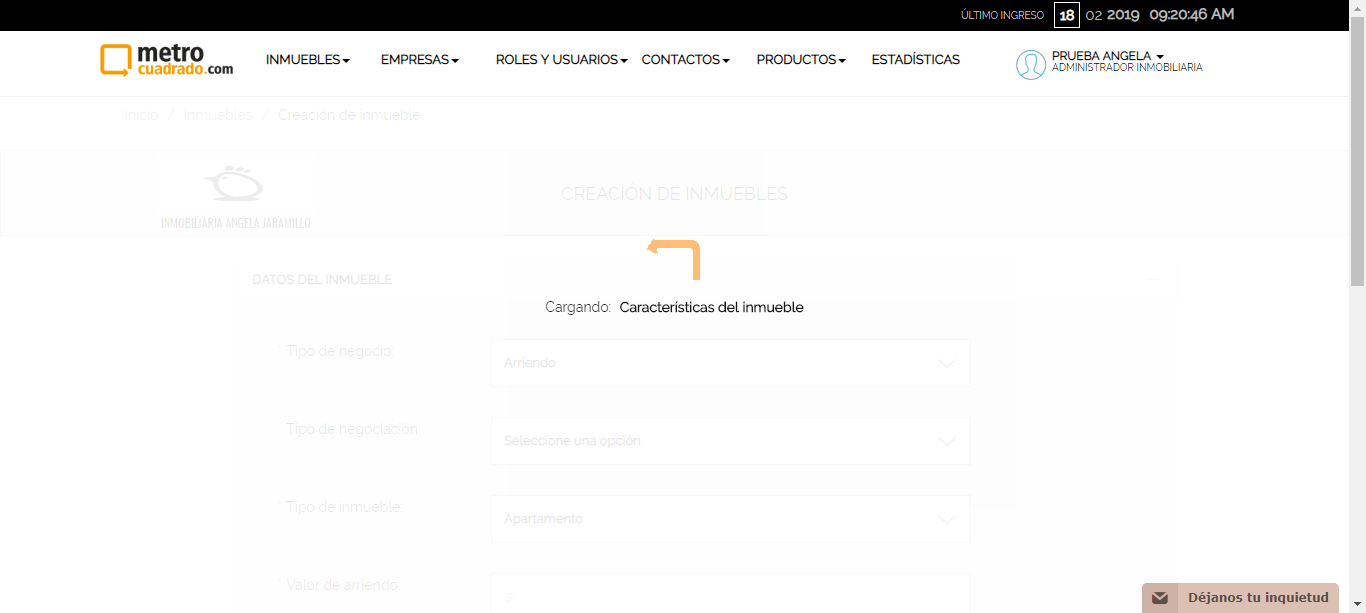 ÚLTIMO INGRESO 18 02 2019 09:20:46 AM
metro
cuadrado.com
INMUEBLES EMPRESAS ROLES Y USUARIOS CONTACTOS PRODUCTOS ESTADÍSTICAS
PRUEBA ANGELA
ADMINISTRADOR INMOBILIARIA
Inicio / Inmuebles / Creación de inmueble
CREACIÓN DE INMUEBLES
INMOBILIARIA ANGELA JARAMILLO
DATOS DEL INMUEBLE
Cargando: Características del inmueble
* Tipo de negocio:
Arriendo
Tipo de negociación:
Seleccione una opción
* Tipo de inmueble:
Apartamento
* Valor de arriendo:
$
Déjanos tu inquietud